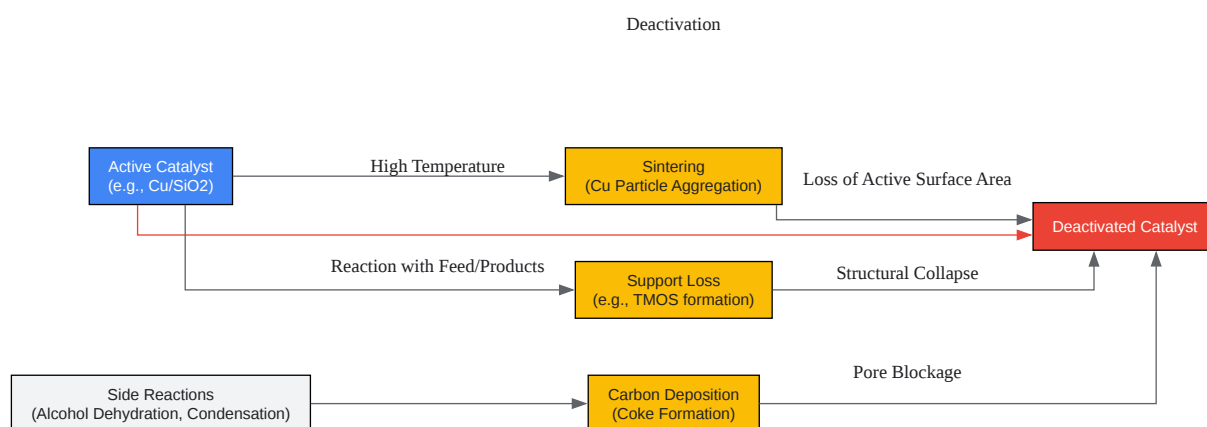 Deactivation
Active Catalyst
(e.g., Cu/SiO2)
High Temperature
Sintering
(Cu Particle Aggregation)
Loss of Active Surface Area
Deactivated Catalyst
Reaction with Feed/Products
Support Loss
(e.g., TMOS formation)
Structural Collapse
Side Reactions
(Alcohol Dehydration, Condensation)
Carbon Deposition
(Coke Formation)
Pore Blockage